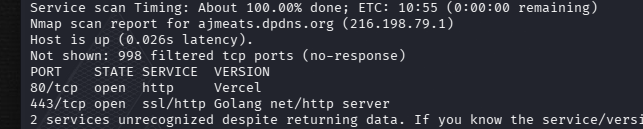 Service scan Timing: About 100.00% done; ETC: 10:55 (0:00:00 remaining)
Nmap scan report for ajmeats.dpdns.org (216.198.79.1)
Host is up (0.026s latency).
Not shown: 998 filtered tcp ports (no-response)
PORT    STATE SERVICE  VERSION
80/tcp  open  http     Vercel
443/tcp open  ssl/http Golang net/http server
2 services unrecognized despite returning data. If you know the service/versi